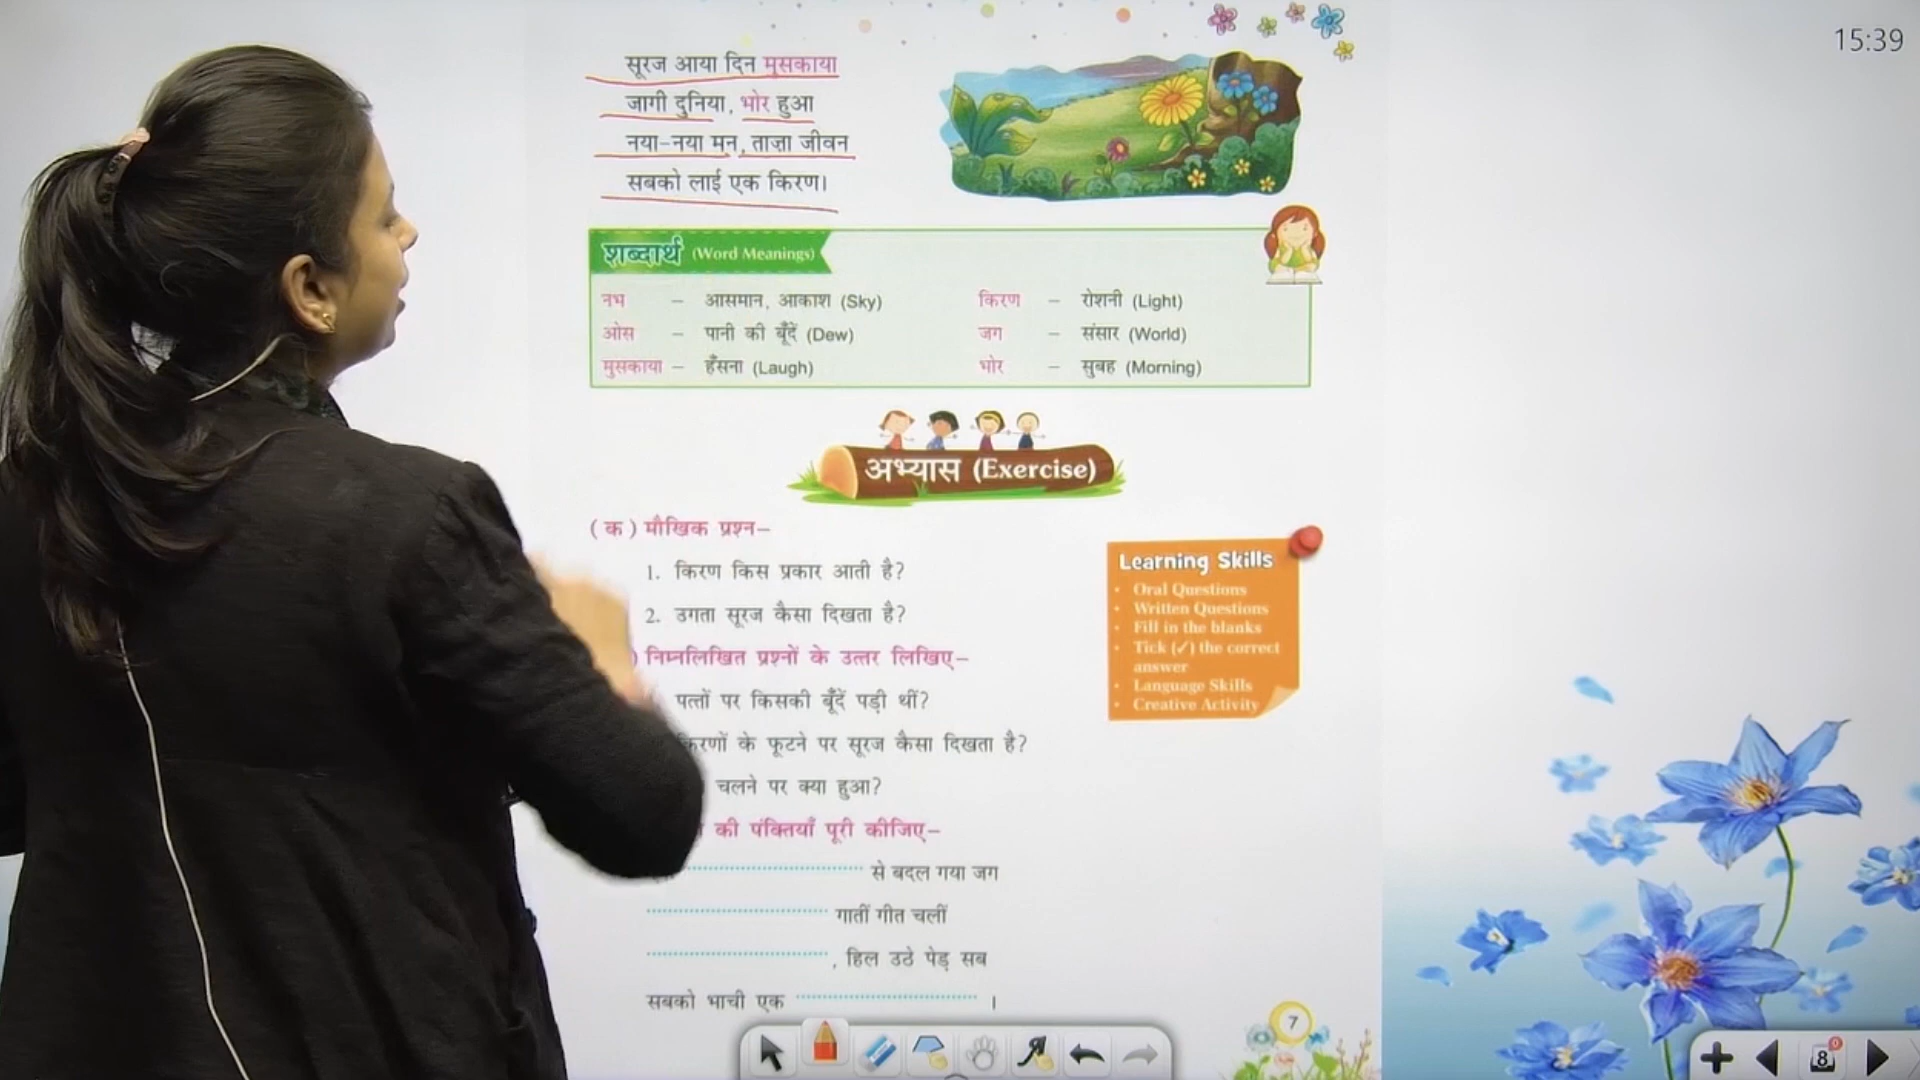 15:39
सूरज आया दिन मुसकाया
जागी दुनिया, भोर हुआ
नया-नया मन, ताज़ा जीवन
सबको लाई एक किरण।
शब्दार्थ (Word Meanings)
नभ – आसमान, आकाश (Sky) किरण – रोशनी (Light)
ओस – पानी की बूँदें (Dew) जग – संसार (World)
मुसकाया – हँसना (Laugh) भोर – सुबह (Morning)
अभ्यास (Exercise)
( क ) मौखिक प्रश्न–
1. किरण किस प्रकार आती है?
2. उगता सूरज कैसा दिखता है?
) निम्नलिखित प्रश्नों के उत्तर लिखिए–
पत्तों पर किसकी बूँदें पड़ी थीं?
किरणों के फूटने पर सूरज कैसा दिखता है?
चलने पर क्या हुआ?
की पंक्तियाँ पूरी कीजिए–
से बदल गया जग
गातीं गीत चलीं
, हिल उठे पेड़ सब
सबको भाची एक ।
Learning Skills
• Oral Questions
• Written Questions
• Fill in the blanks
• Tick (✓) the correct
answer
• Language Skills
• Creative Activity
7
8
0